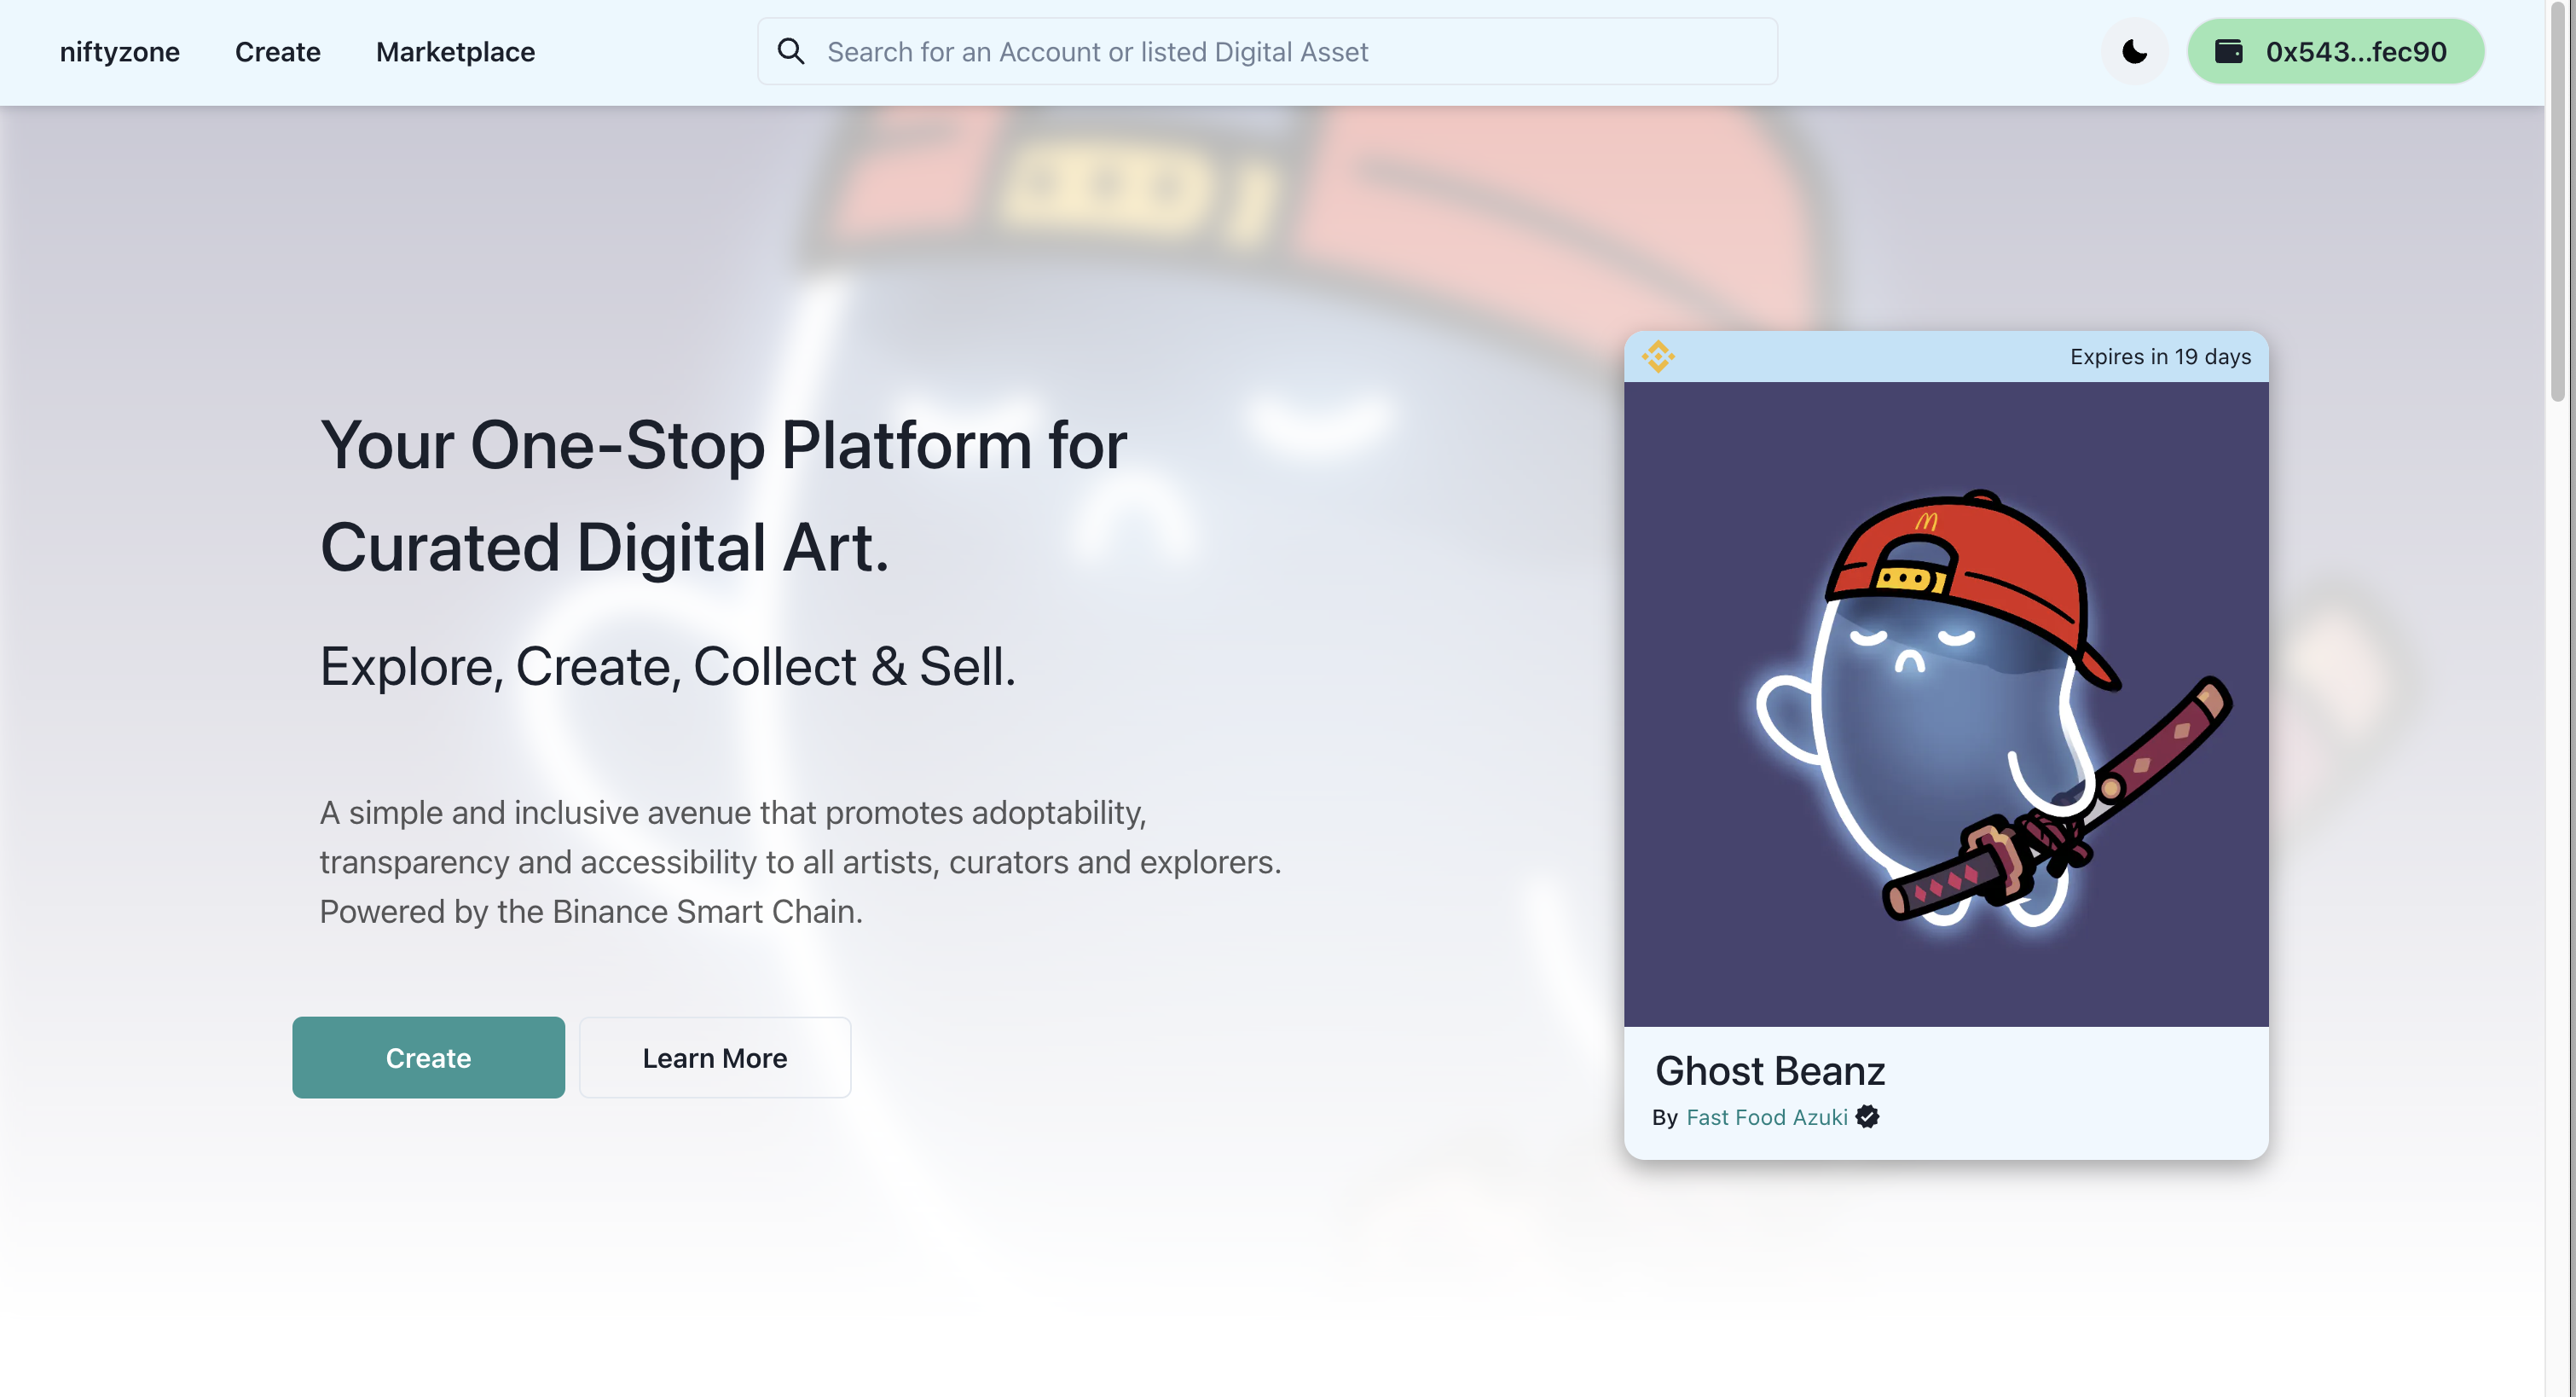 niftyzone
Create
Marketplace
Search for an Account or listed Digital Asset
0x543...fec90
Your One-Stop Platform for
Curated Digital Art.
Explore, Create, Collect & Sell.
A simple and inclusive avenue that promotes adoptability,
transparency and accessibility to all artists, curators and explorers.
Powered by the Binance Smart Chain.
Create
Learn More
Expires in 19 days
Ghost Beanz
By Fast Food Azuki